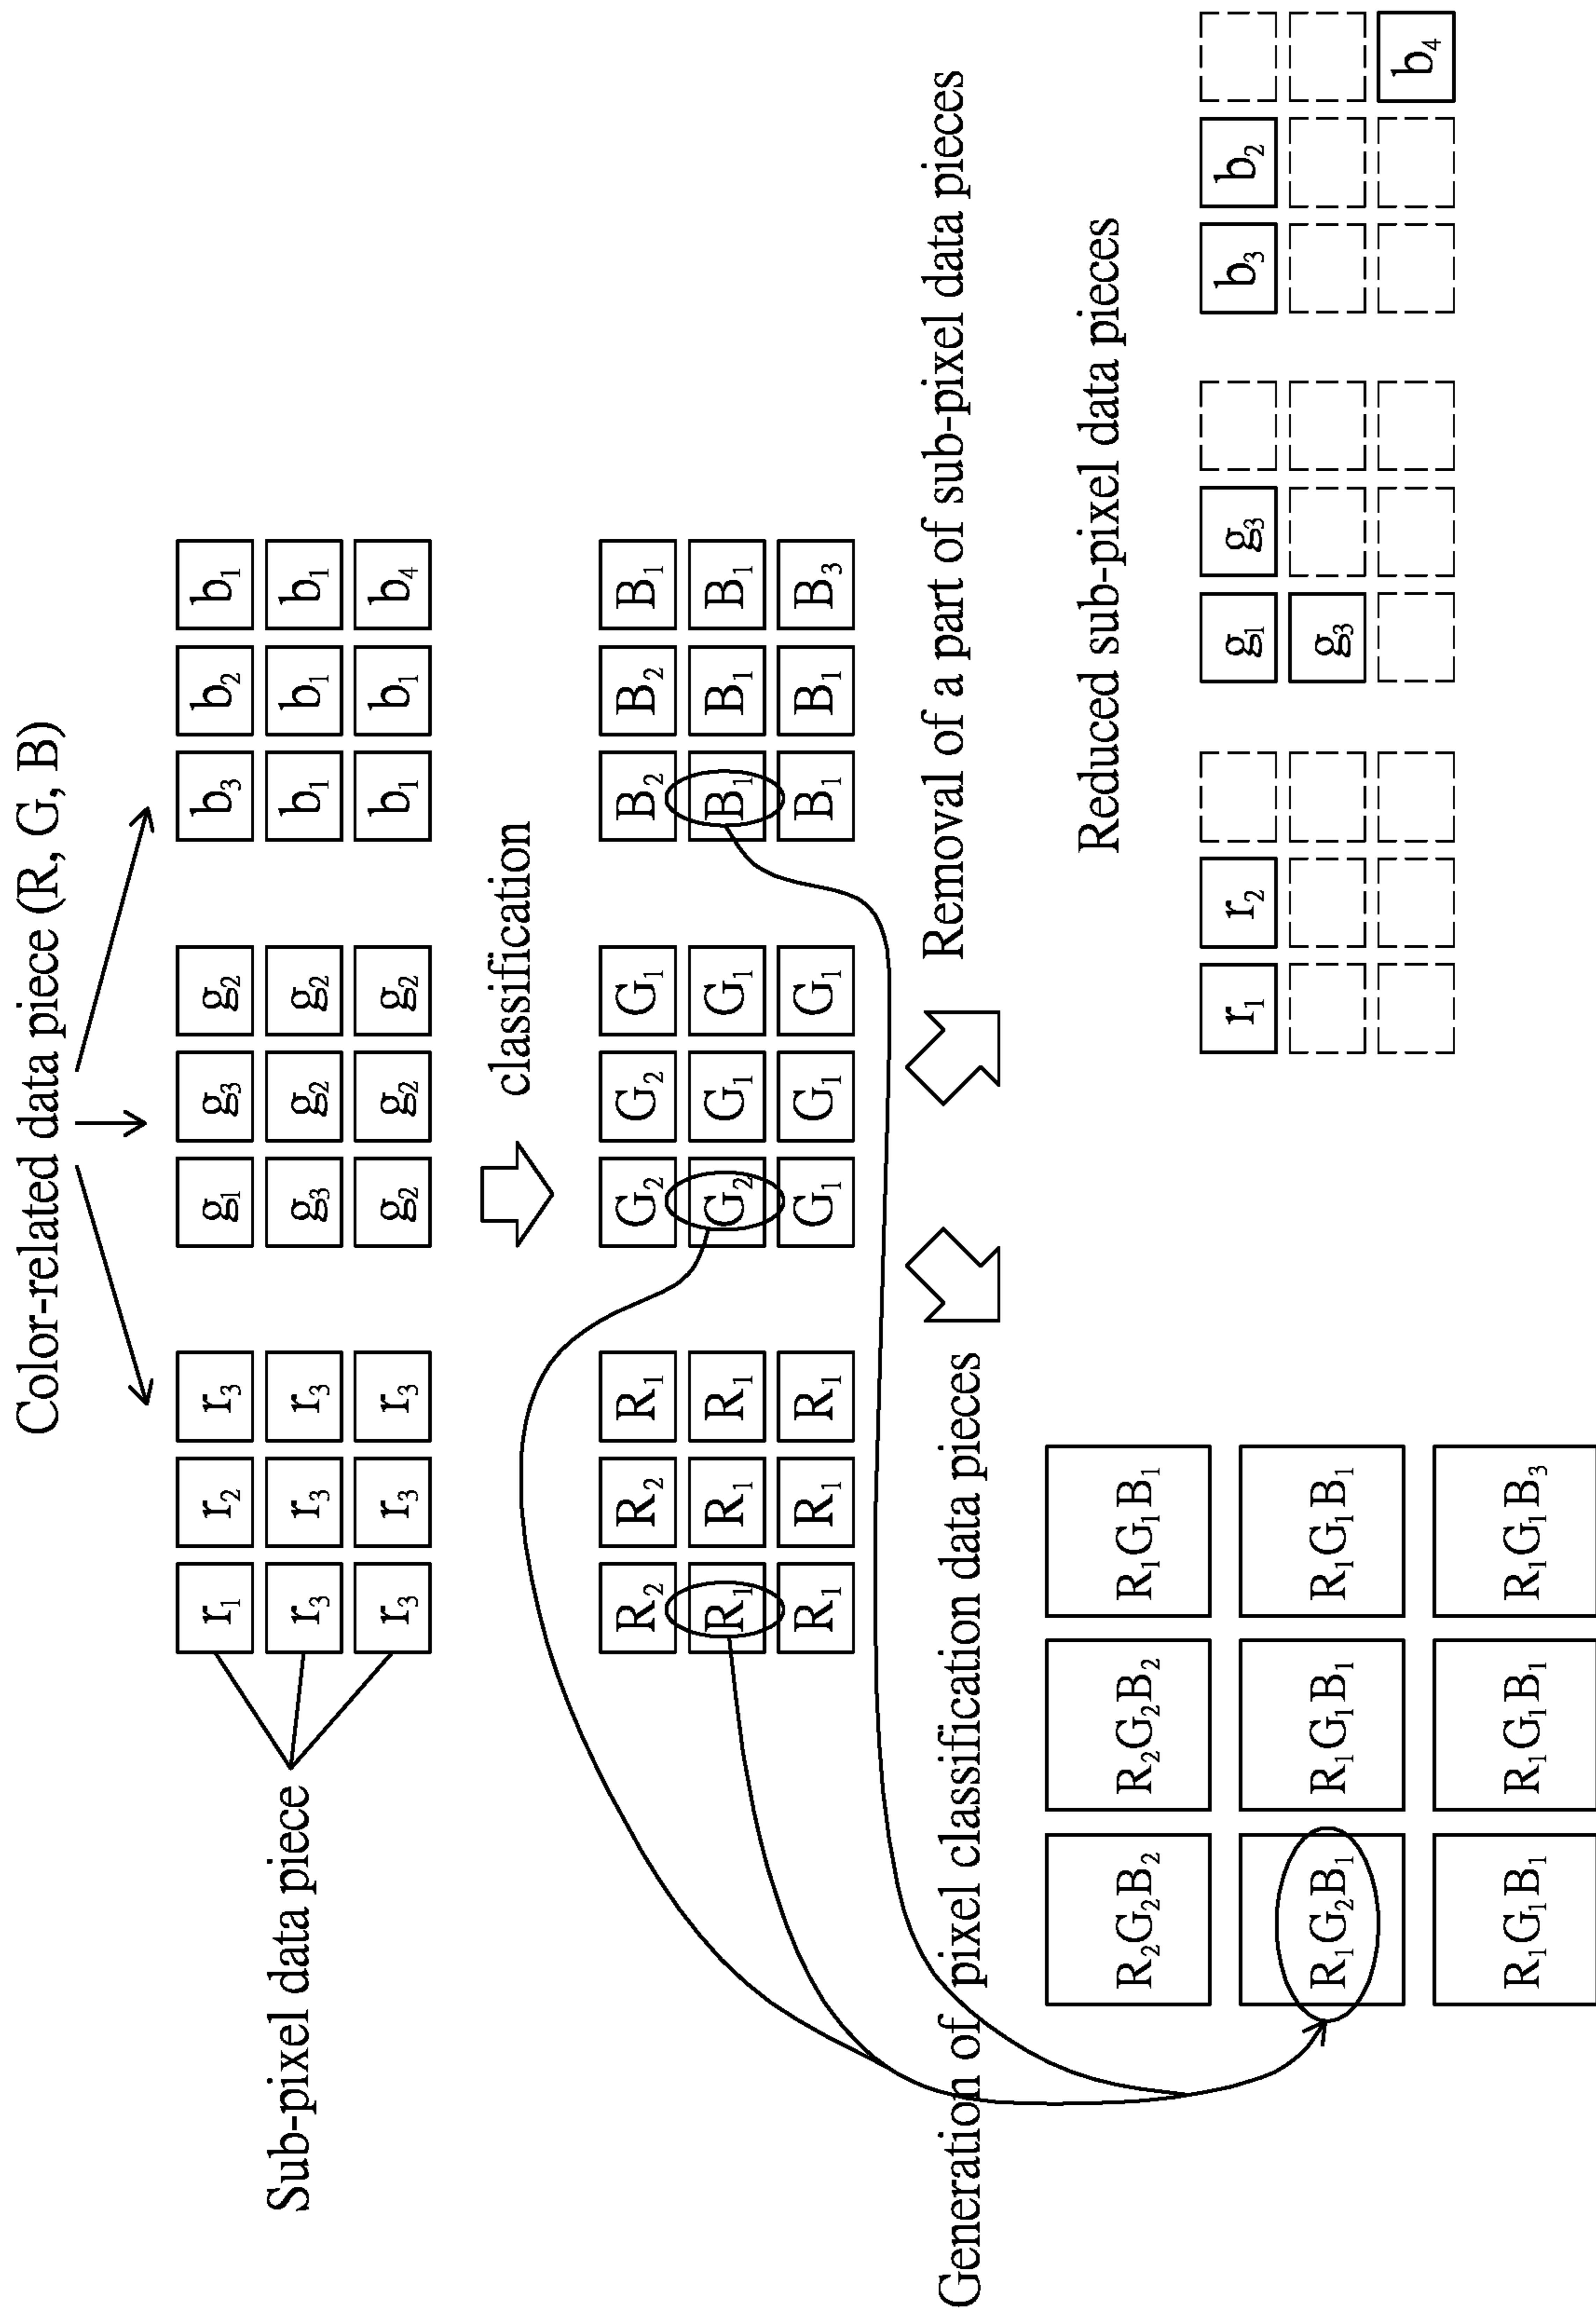 Color-related data piece (R, G, B)
Sub-pixel data piece
r₁ r₂ r₃ g₁ g₃ g₂ b₃ b₂ b₁
r₃ r₃ r₃ g₃ g₂ g₂ b₁ b₁ b₁
r₃ r₃ r₃ g₂ g₂ g₂ b₁ b₁ b₄
classification
R₂ R₂ R₁ G₂ G₂ G₁ B₂ B₂ B₁
R₁ R₁ R₁ G₂ G₁ G₁ B₁ B₁ B₁
R₁ R₁ R₁ G₁ G₁ G₁ B₁ B₁ B₃
Generation of pixel classification data pieces
R₂G₂B₂ R₂G₂B₂ R₁G₁B₁
R₁G₂B₁ R₁G₁B₁ R₁G₁B₁
R₁G₁B₁ R₁G₁B₁ R₁G₁B₃
Removal of a part of sub-pixel data pieces
Reduced sub-pixel data pieces
r₁ r₂ g₁ g₃ b₃ b₂
g₃
b₄